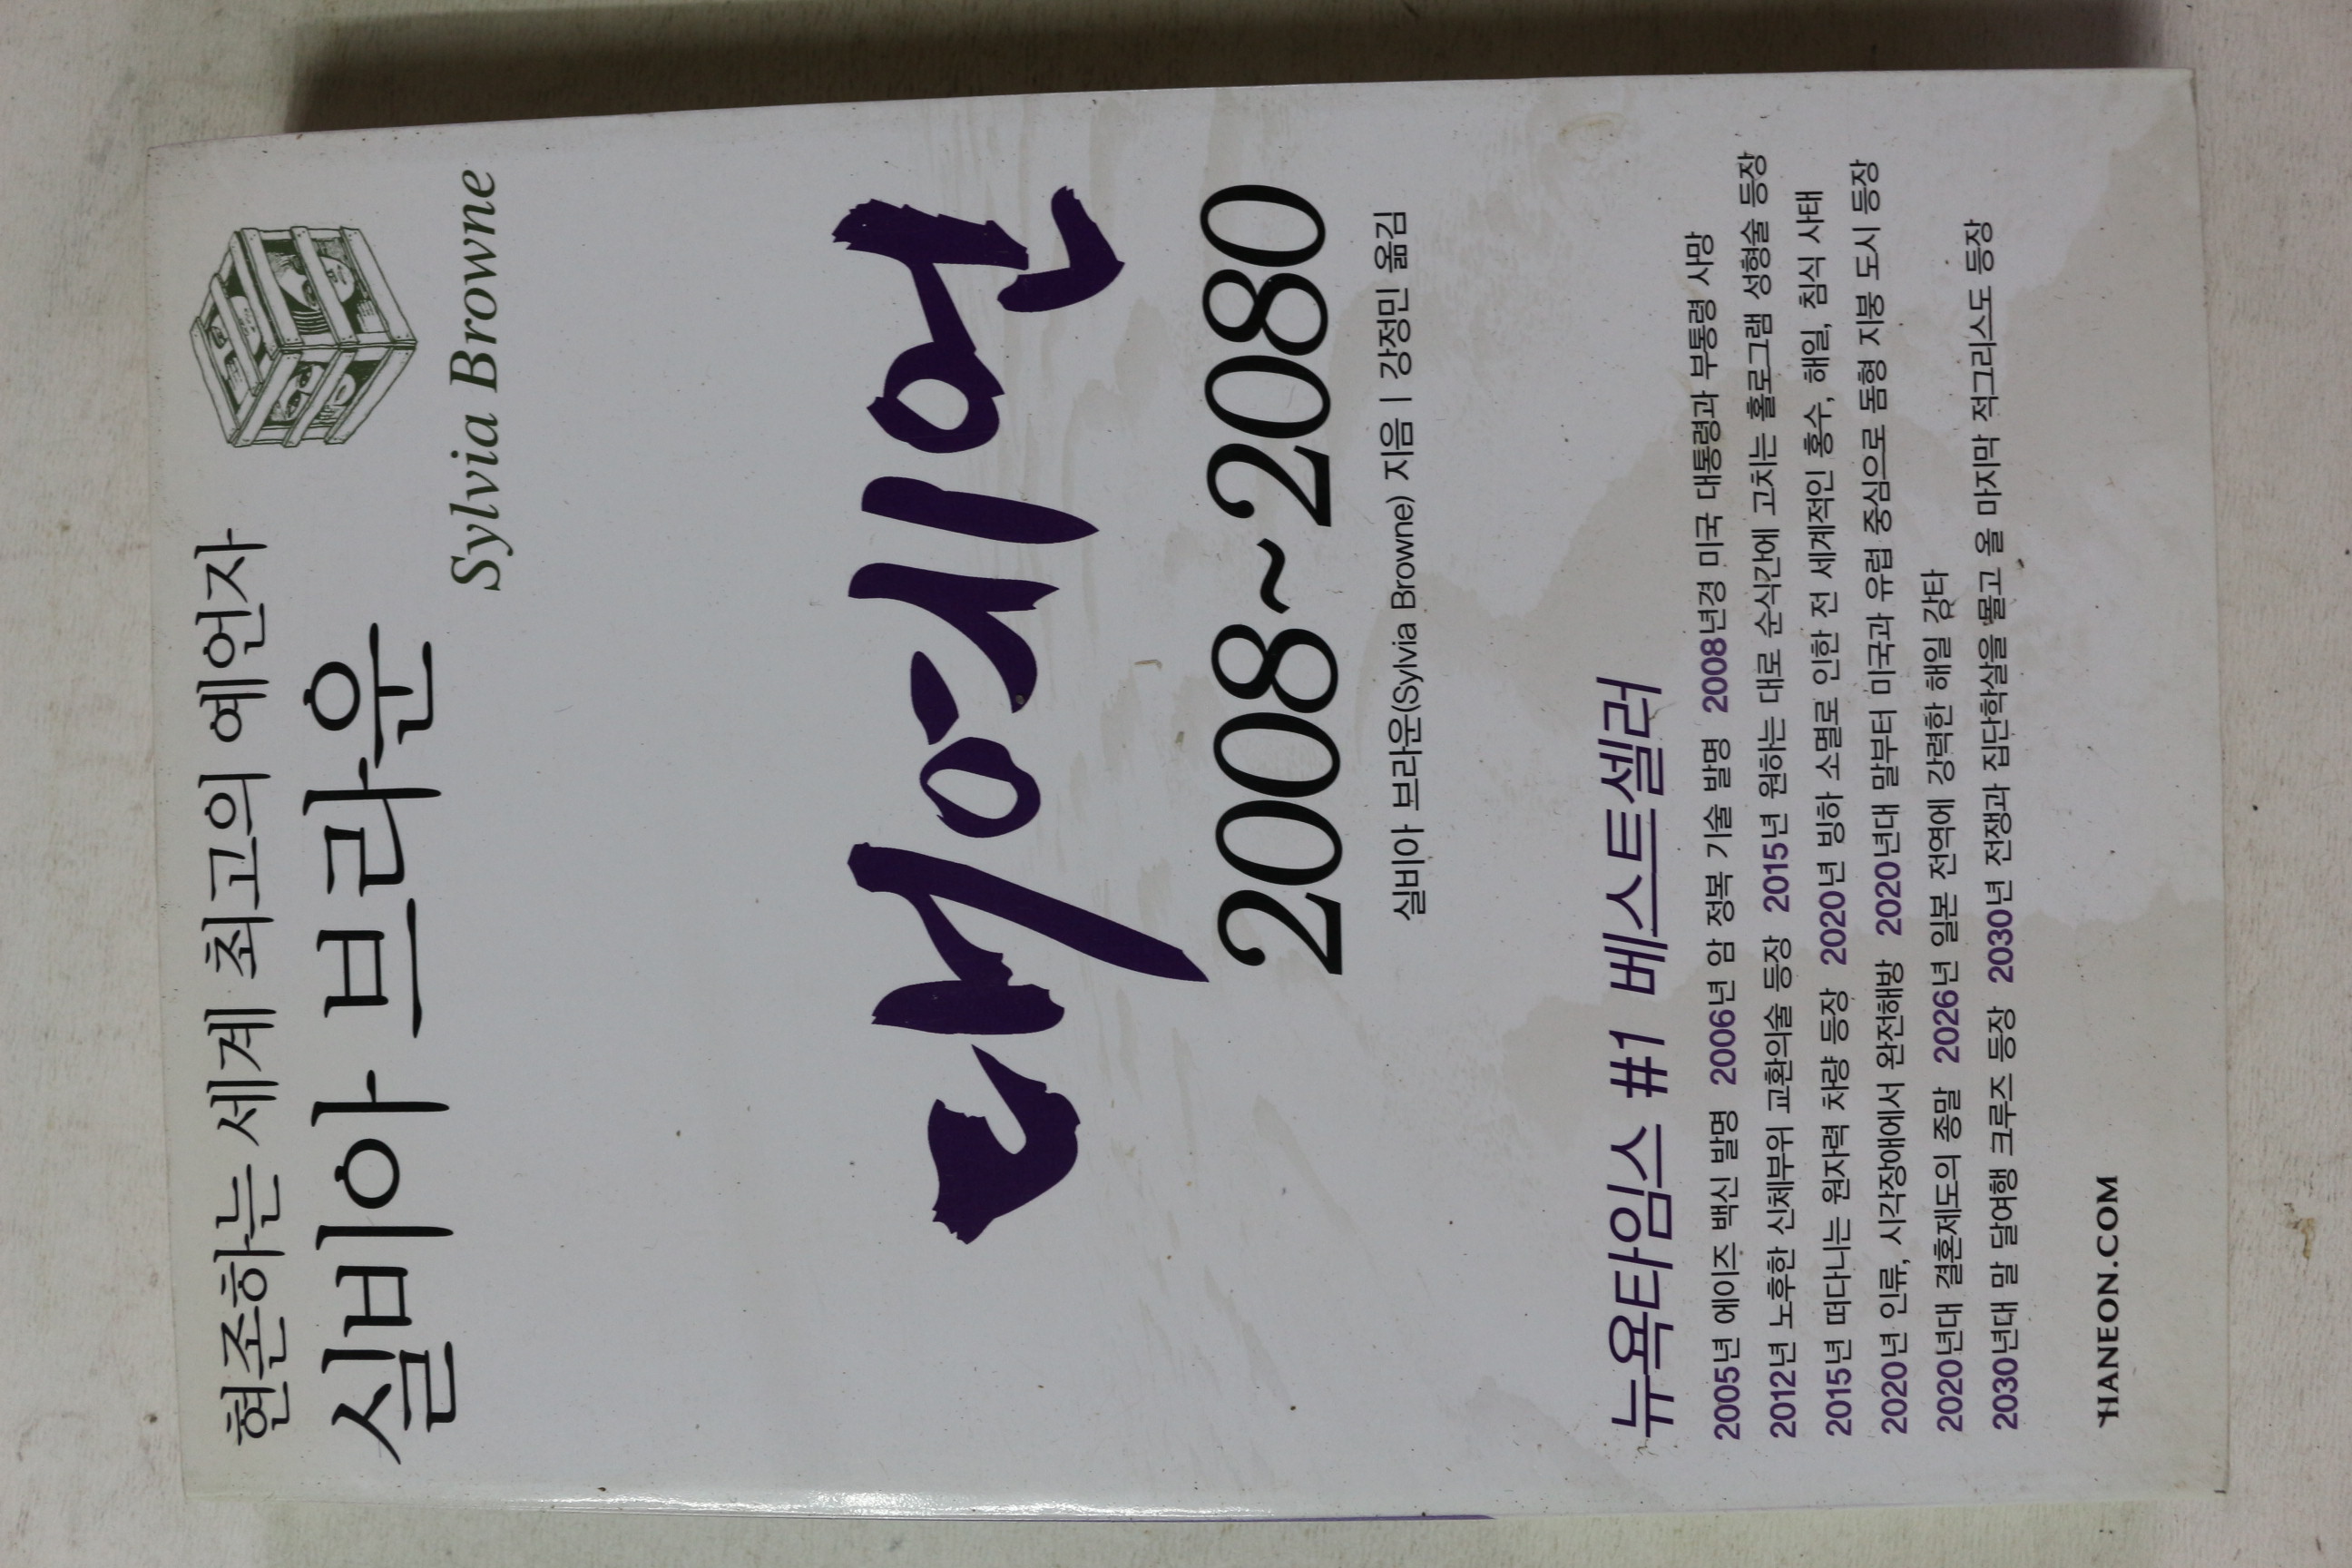 현존하는 세계 최고의 예언자
실비아 브라운
Sylvia Browne
대예언
2008~2080
실비아 브라운(Sylvia Browne) 지음 | 강정민 옮김
뉴욕타임스 #1 베스트셀러
2005년 에이즈 백신 발명 2006년 암 정복 기술 발명 2008년경 미국 대통령과 부통령 사망
2012년 노후한 신체부위 교환의술 등장 2015년 원하는 대로 순식간에 고치는 홀로그램 성형술 등장
2015년 떠다니는 원자력 차량 등장 2020년 빙하 소멸로 인한 전 세계적인 홍수, 해일, 침식 사태
2020년 인류, 시각장애에서 완전해방 2020년대 말부터 미국과 유럽 중심으로 돔형 지붕 도시 등장
2020년대 결혼제도의 종말 2026년 일본 전역에 강력한 해일 강타
2030년대 말 달여행 크루즈 등장 2030년 전쟁과 집단학살을 몰고 올 마지막 적그리스도 등장
HANEON.COM